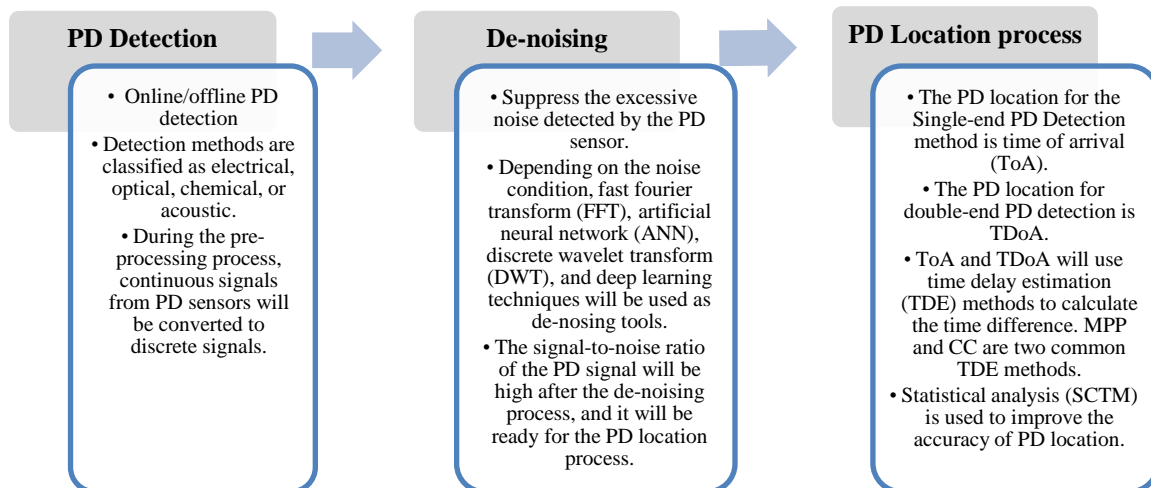 PD Detection
• Online/offline PD
detection
• Detection methods are
classified as electrical,
optical, chemical, or
acoustic.
• During the pre-
processing process,
continuous signals
from PD sensors will
be converted to
discrete signals.
De-noising
• Suppress the excessive
noise detected by the PD
sensor.
• Depending on the noise
condition, fast fourier
transform (FFT), artificial
neural network (ANN),
discrete wavelet transform
(DWT), and deep learning
techniques will be used as
de-nosing tools.
• The signal-to-noise ratio
of the PD signal will be
high after the de-noising
process, and it will be
ready for the PD location
process.
PD Location process
• The PD location for the
Single-end PD Detection
method is time of arrival
(ToA).
• The PD location for
double-end PD detection is
TDoA.
• ToA and TDoA will use
time delay estimation
(TDE) methods to calculate
the time difference. MPP
and CC are two common
TDE methods.
• Statistical analysis (SCTM)
is used to improve the
accuracy of PD location.